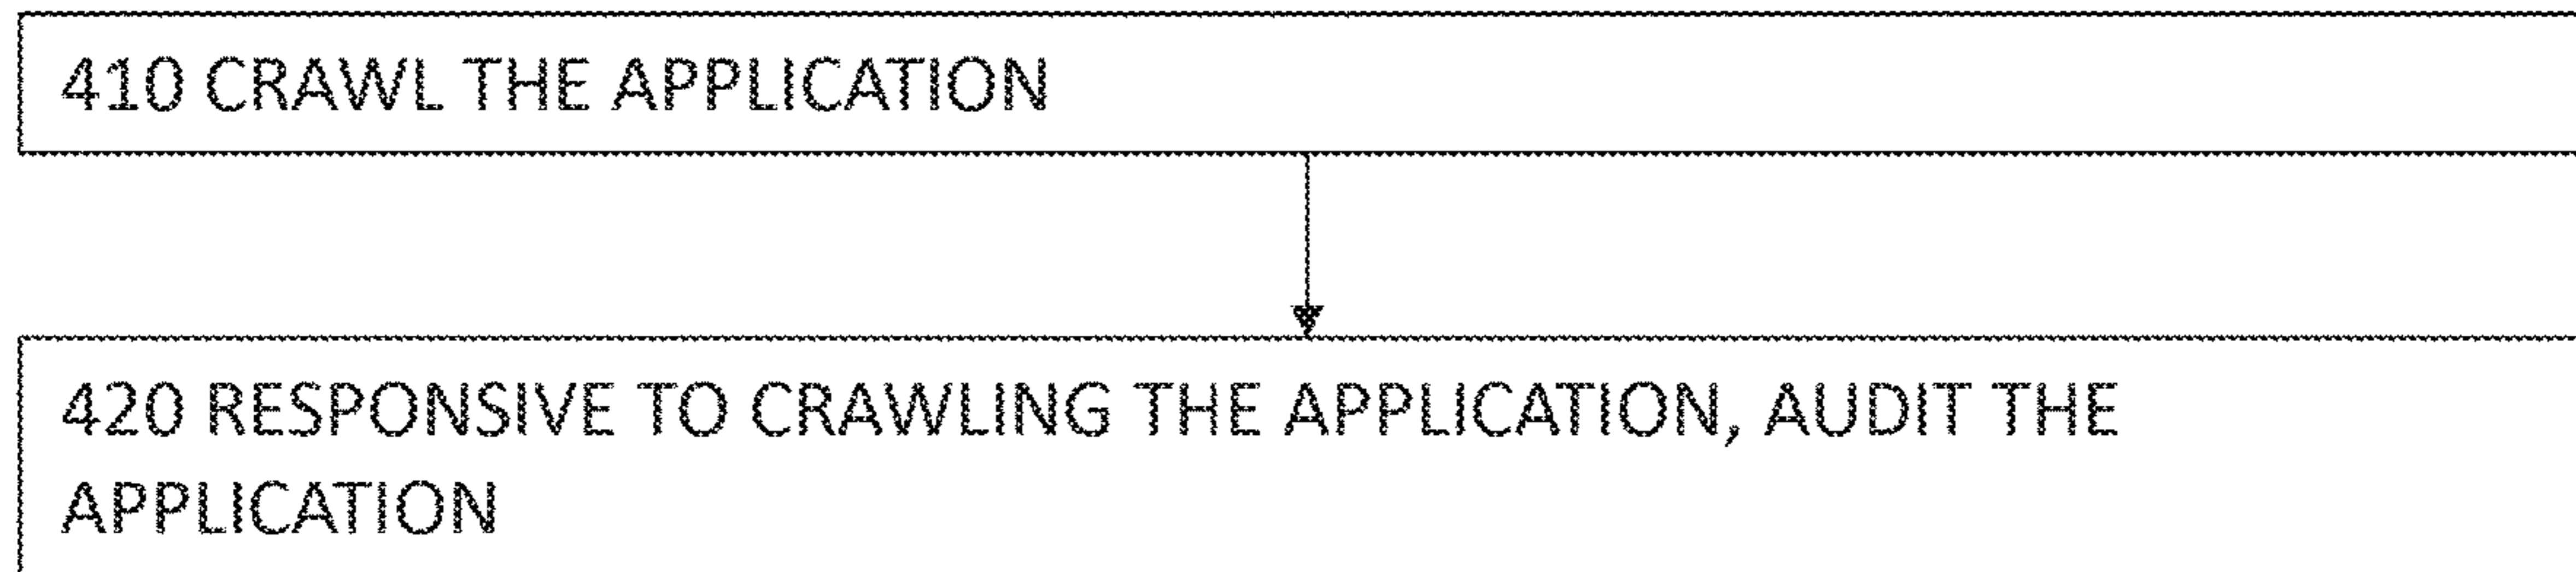 410 CRAWL THE APPLICATION
420 RESPONSIVE TO CRAWLING THE APPLICATION, AUDIT THE
APPLICATION